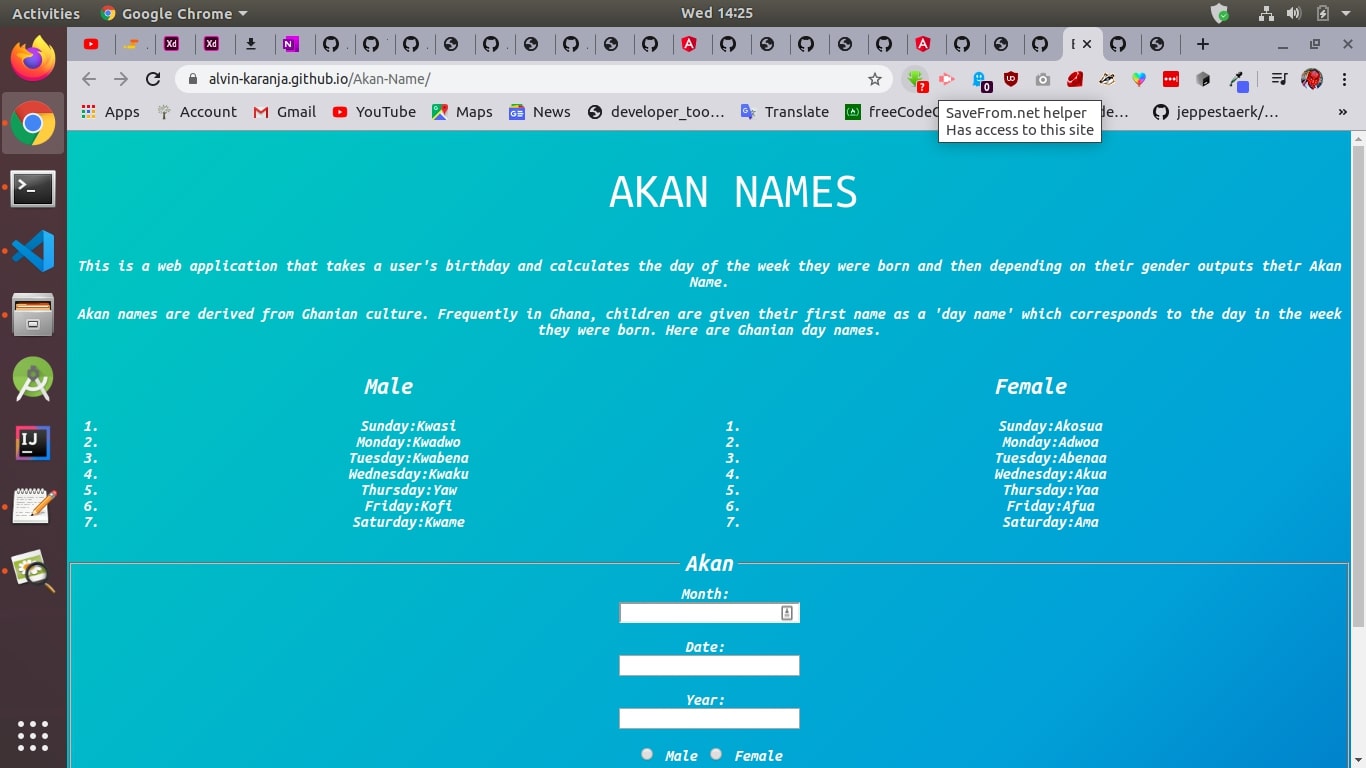 Activities Google Chrome Wed 14:25
alvin-karanja.github.io/Akan-Name/
Apps Account Gmail YouTube Maps News developer_too... Translate freeCodeC de... jeppestaerk/... »
SaveFrom.net helper
Has access to this site
AKAN NAMES
This is a web application that takes a user's birthday and calculates the day of the week they were born and then depending on their gender outputs their Akan
Name.
Akan names are derived from Ghanian culture. Frequently in Ghana, children are given their first name as a 'day name' which corresponds to the day in the week
they were born. Here are Ghanian day names.
Male
1. Sunday:Kwasi
2. Monday:Kwadwo
3. Tuesday:Kwabena
4. Wednesday:Kwaku
5. Thursday:Yaw
6. Friday:Kofi
7. Saturday:Kwame
Female
1. Sunday:Akosua
2. Monday:Adwoa
3. Tuesday:Abenaa
4. Wednesday:Akua
5. Thursday:Yaa
6. Friday:Afua
7. Saturday:Ama
Akan
Month:
Date:
Year:
Male Female